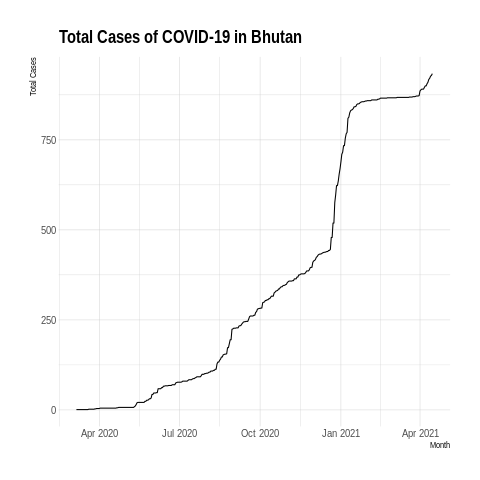 Total Cases of COVID-19 in Bhutan
Total Cases
750
500
250
0
Apr 2020 Jul 2020 Oct 2020 Jan 2021 Apr 2021
Month